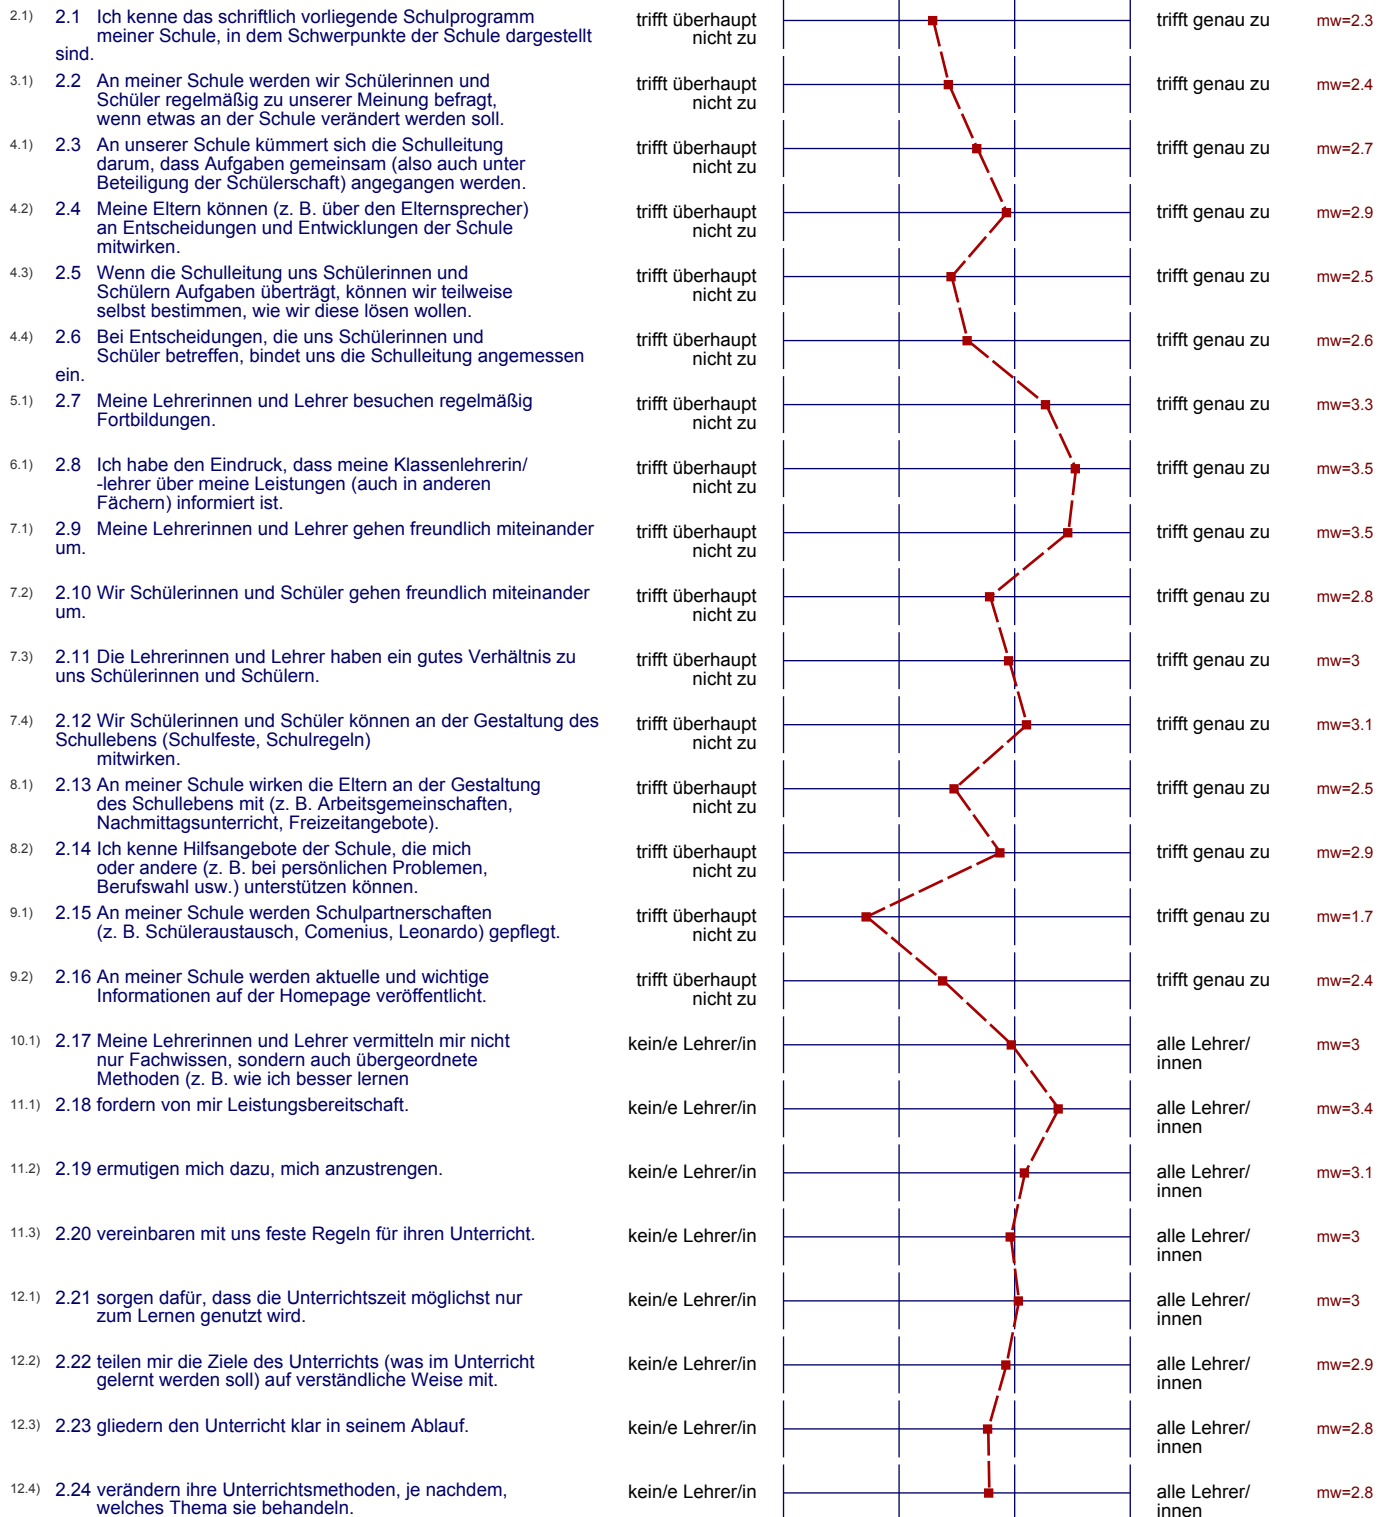 2.1) 2.1 Ich kenne das schriftlich vorliegende Schulprogramm trifft überhaupt trifft genau zu mw=2.3
meiner Schule, in dem Schwerpunkte der Schule dargestellt nicht zu
sind.
3.1) 2.2 An meiner Schule werden wir Schülerinnen und trifft überhaupt trifft genau zu mw=2.4
Schüler regelmäßig zu unserer Meinung befragt, nicht zu
wenn etwas an der Schule verändert werden soll.
4.1) 2.3 An unserer Schule kümmert sich die Schulleitung trifft überhaupt trifft genau zu mw=2.7
darum, dass Aufgaben gemeinsam (also auch unter nicht zu
Beteiligung der Schülerschaft) angegangen werden.
4.2) 2.4 Meine Eltern können (z. B. über den Elternsprecher) trifft überhaupt trifft genau zu mw=2.9
an Entscheidungen und Entwicklungen der Schule nicht zu
mitwirken.
4.3) 2.5 Wenn die Schulleitung uns Schülerinnen und trifft überhaupt trifft genau zu mw=2.5
Schülern Aufgaben überträgt, können wir teilweise nicht zu
selbst bestimmen, wie wir diese lösen wollen.
4.4) 2.6 Bei Entscheidungen, die uns Schülerinnen und trifft überhaupt trifft genau zu mw=2.6
Schüler betreffen, bindet uns die Schulleitung angemessen nicht zu
ein.
5.1) 2.7 Meine Lehrerinnen und Lehrer besuchen regelmäßig trifft überhaupt trifft genau zu mw=3.3
Fortbildungen. nicht zu
6.1) 2.8 Ich habe den Eindruck, dass meine Klassenlehrerin/ trifft überhaupt trifft genau zu mw=3.5
-lehrer über meine Leistungen (auch in anderen nicht zu
Fächern) informiert ist.
7.1) 2.9 Meine Lehrerinnen und Lehrer gehen freundlich miteinander trifft überhaupt trifft genau zu mw=3.5
um. nicht zu
7.2) 2.10 Wir Schülerinnen und Schüler gehen freundlich miteinander trifft überhaupt trifft genau zu mw=2.8
um. nicht zu
7.3) 2.11 Die Lehrerinnen und Lehrer haben ein gutes Verhältnis zu trifft überhaupt trifft genau zu mw=3
uns Schülerinnen und Schülern. nicht zu
7.4) 2.12 Wir Schülerinnen und Schüler können an der Gestaltung des trifft überhaupt trifft genau zu mw=3.1
Schullebens (Schulfeste, Schulregeln) nicht zu
mitwirken.
8.1) 2.13 An meiner Schule wirken die Eltern an der Gestaltung trifft überhaupt trifft genau zu mw=2.5
des Schullebens mit (z. B. Arbeitsgemeinschaften, nicht zu
Nachmittagsunterricht, Freizeitangebote).
8.2) 2.14 Ich kenne Hilfsangebote der Schule, die mich trifft überhaupt trifft genau zu mw=2.9
oder andere (z. B. bei persönlichen Problemen, nicht zu
Berufswahl usw.) unterstützen können.
9.1) 2.15 An meiner Schule werden Schulpartnerschaften trifft überhaupt trifft genau zu mw=1.7
(z. B. Schüleraustausch, Comenius, Leonardo) gepflegt. nicht zu
9.2) 2.16 An meiner Schule werden aktuelle und wichtige trifft überhaupt trifft genau zu mw=2.4
Informationen auf der Homepage veröffentlicht. nicht zu
10.1) 2.17 Meine Lehrerinnen und Lehrer vermitteln mir nicht kein/e Lehrer/in alle Lehrer/ mw=3
nur Fachwissen, sondern auch übergeordnete innen
Methoden (z. B. wie ich besser lernen
11.1) 2.18 fordern von mir Leistungsbereitschaft. kein/e Lehrer/in alle Lehrer/ mw=3.4
innen
11.2) 2.19 ermutigen mich dazu, mich anzustrengen. kein/e Lehrer/in alle Lehrer/ mw=3.1
innen
11.3) 2.20 vereinbaren mit uns feste Regeln für ihren Unterricht. kein/e Lehrer/in alle Lehrer/ mw=3
innen
12.1) 2.21 sorgen dafür, dass die Unterrichtszeit möglichst nur kein/e Lehrer/in alle Lehrer/ mw=3
zum Lernen genutzt wird. innen
12.2) 2.22 teilen mir die Ziele des Unterrichts (was im Unterricht kein/e Lehrer/in alle Lehrer/ mw=2.9
gelernt werden soll) auf verständliche Weise mit. innen
12.3) 2.23 gliedern den Unterricht klar in seinem Ablauf. kein/e Lehrer/in alle Lehrer/ mw=2.8
innen
12.4) 2.24 verändern ihre Unterrichtsmethoden, je nachdem, kein/e Lehrer/in alle Lehrer/ mw=2.8
welches Thema sie behandeln. innen